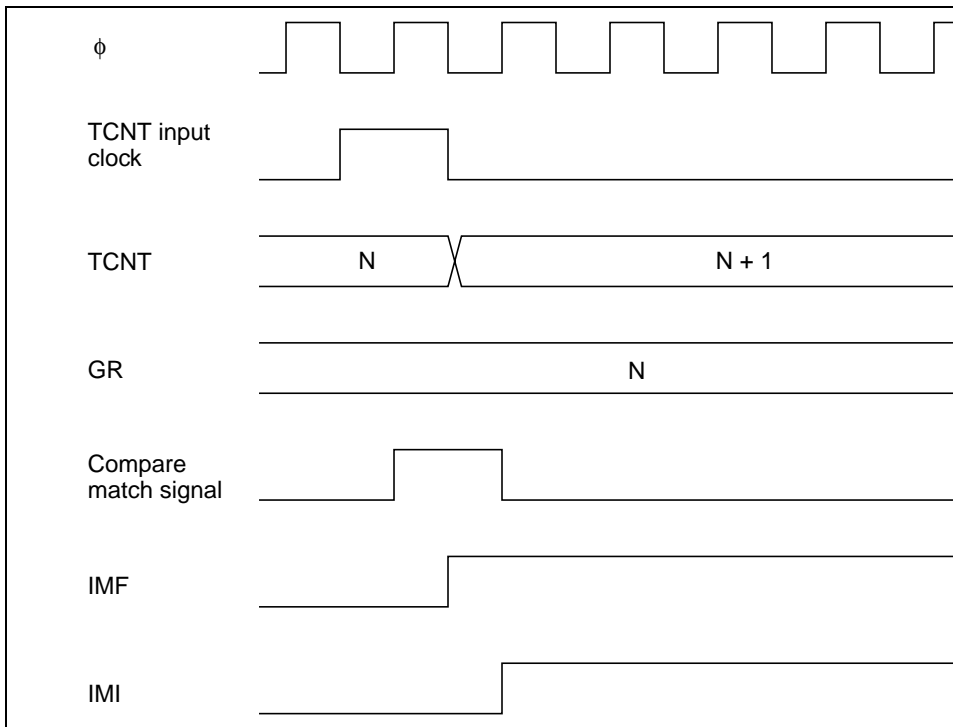 ϕ
TCNT input
clock
TCNT
N
N + 1
GR
N
Compare
match signal
IMF
IMI